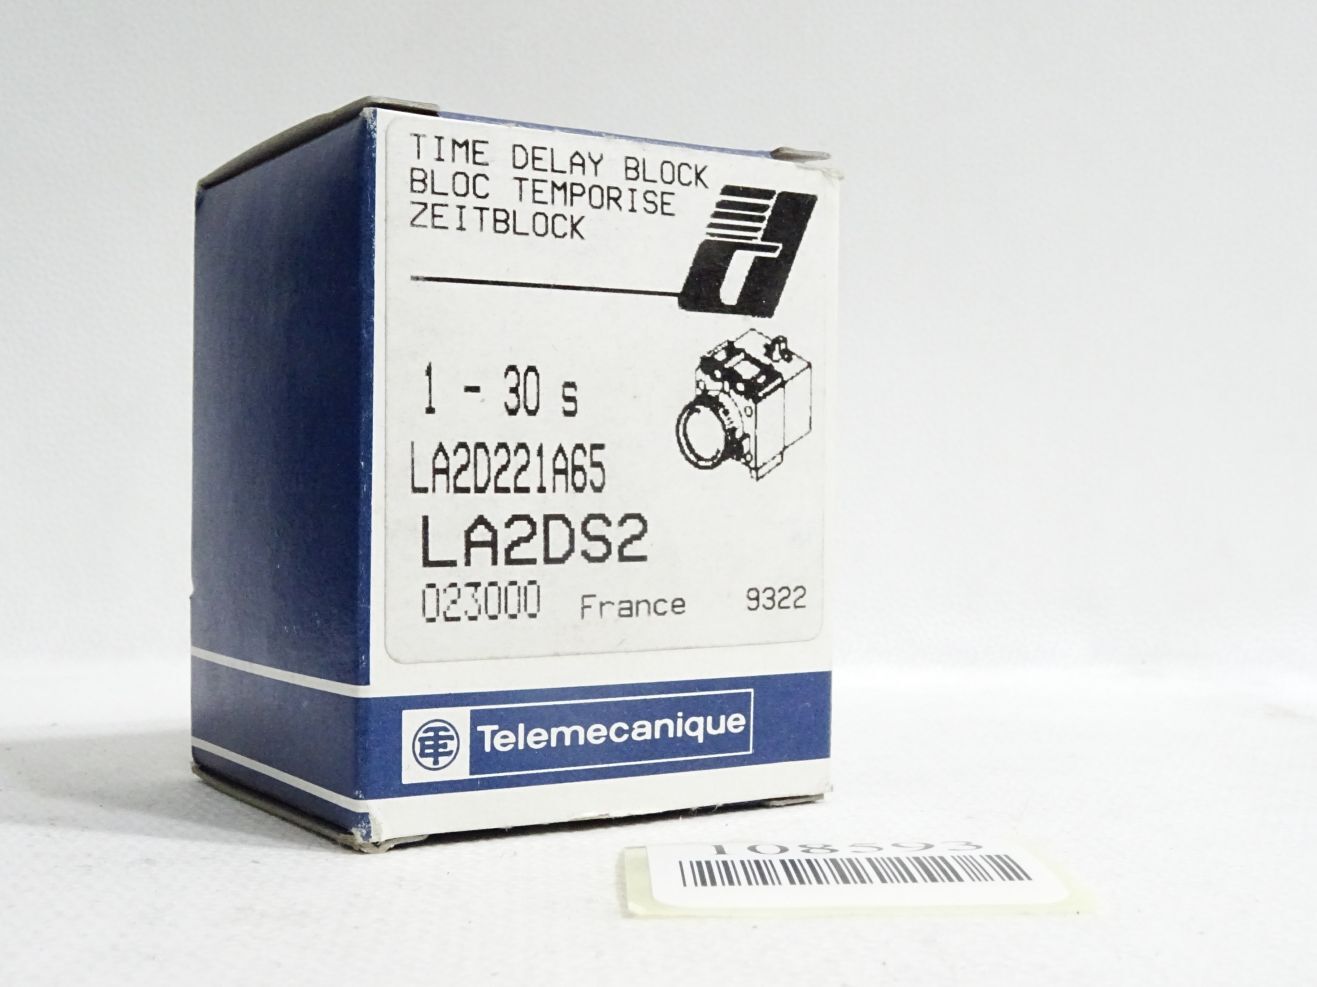 TIME DELAY BLOCK
BLOC TEMPORISE
ZEITBLOCK
1 - 30 s
LA2D221A65
LA2DS2
023000 France 9322
Telemecanique
108593